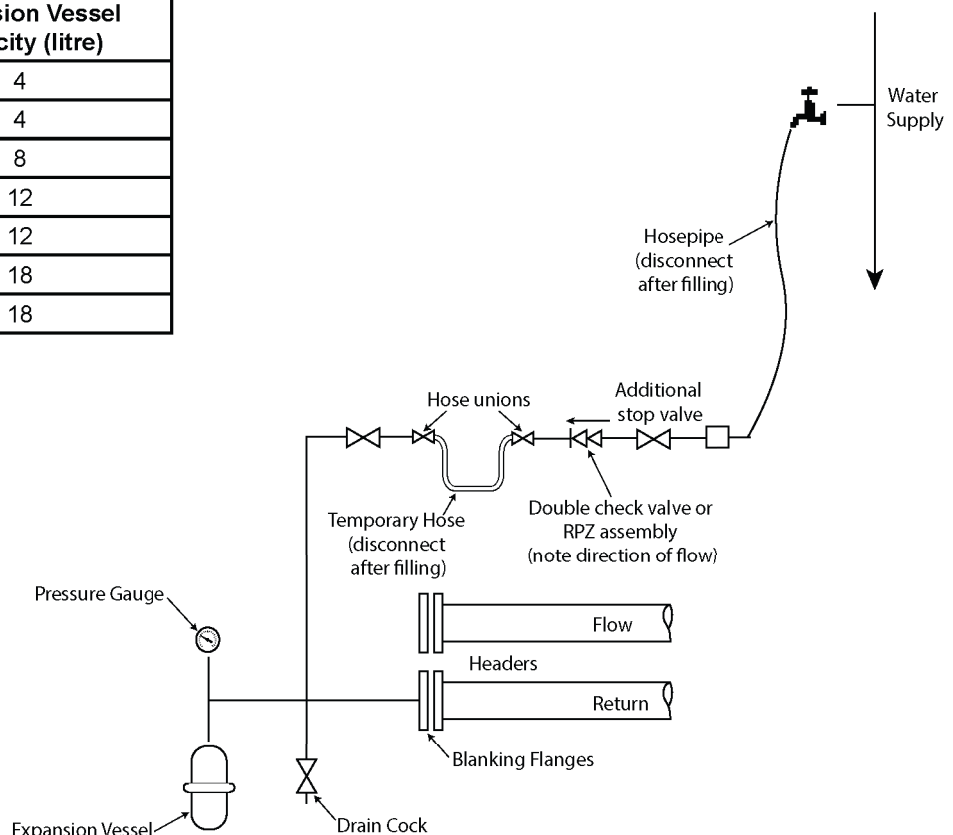 city (litre)
4
4
8
12
12
18
18
Vessel
Water
Supply
Hosepipe
(disconnect
after filling)
Additional
stop valve
Hose unions
Double check valve or
RPZ assembly
(note direction of flow)
Temporary Hose
(disconnect
after filling)
Pressure Gauge
Flow
Headers
Return
Blanking Flanges
Expansion Vessel
Drain Cock